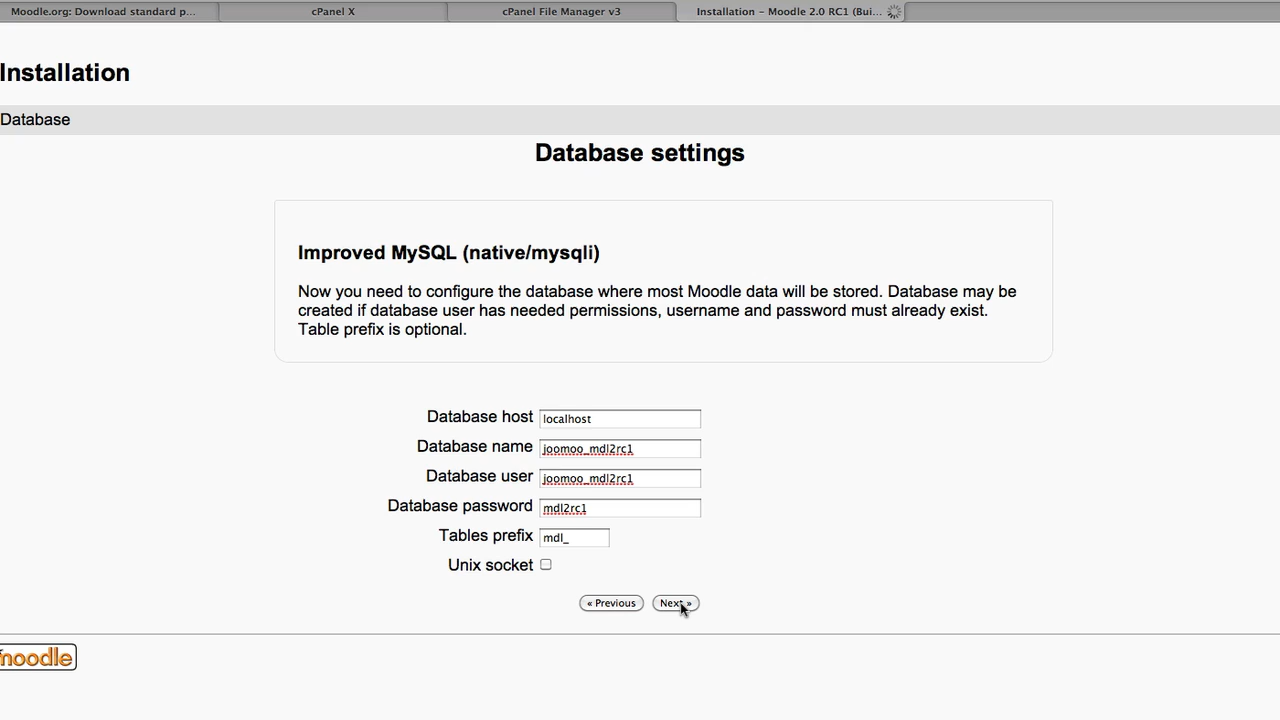 Moodle.org: Download standard p...
cPanel X
cPanel File Manager v3
Installation – Moodle 2.0 RC1 (Bui...
Installation
Database
Database settings
Improved MySQL (native/mysqli)
Now you need to configure the database where most Moodle data will be stored. Database may be
created if database user has needed permissions, username and password must already exist.
Table prefix is optional.
Database host localhost
Database name joomoo_mdl2rc1
Database user joomoo_mdl2rc1
Database password mdl2rc1
Tables prefix mdl_
Unix socket
« Previous Next »
moodle